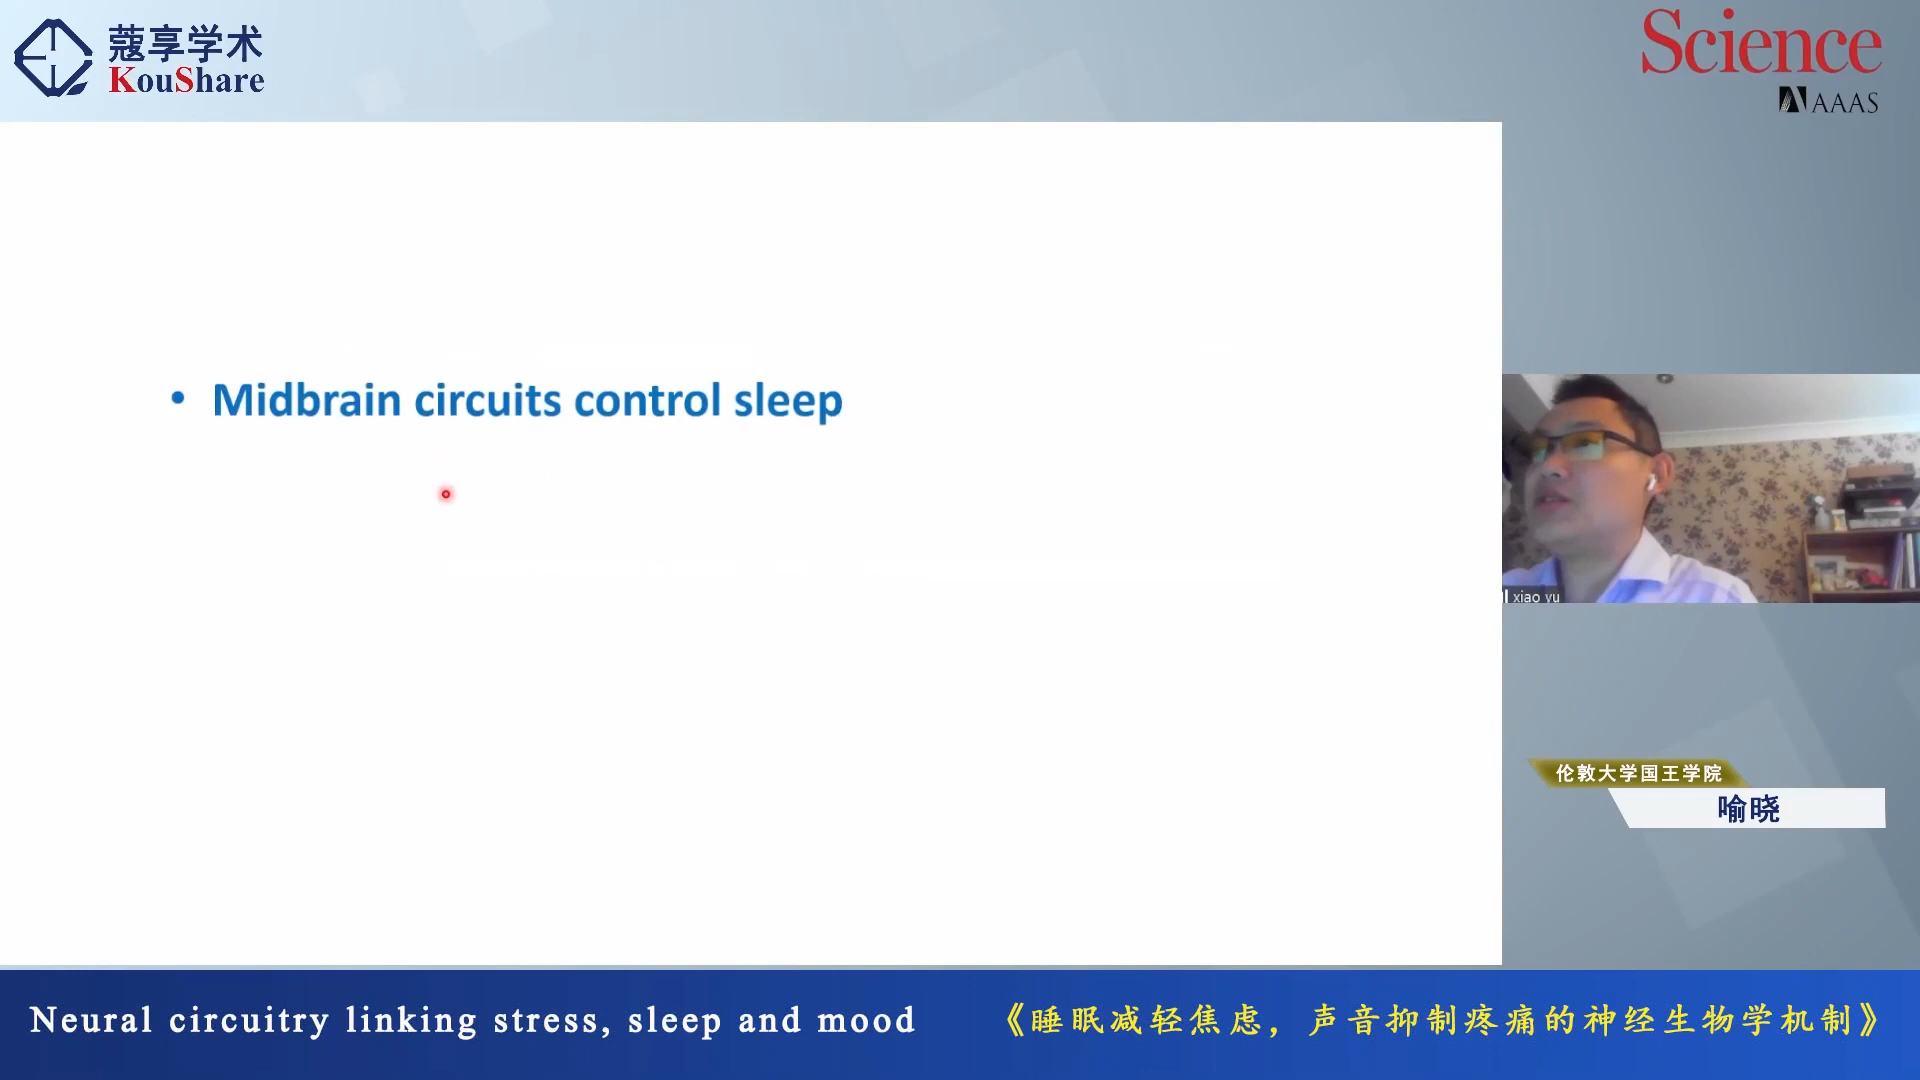 蔻享学术
KouShare
Science
AAAS
• Midbrain circuits control sleep
xiao yu
伦敦大学国王学院
喻晓
Neural circuitry linking stress, sleep and mood
《睡眠减轻焦虑，声音抑制疼痛的神经生物学机制》